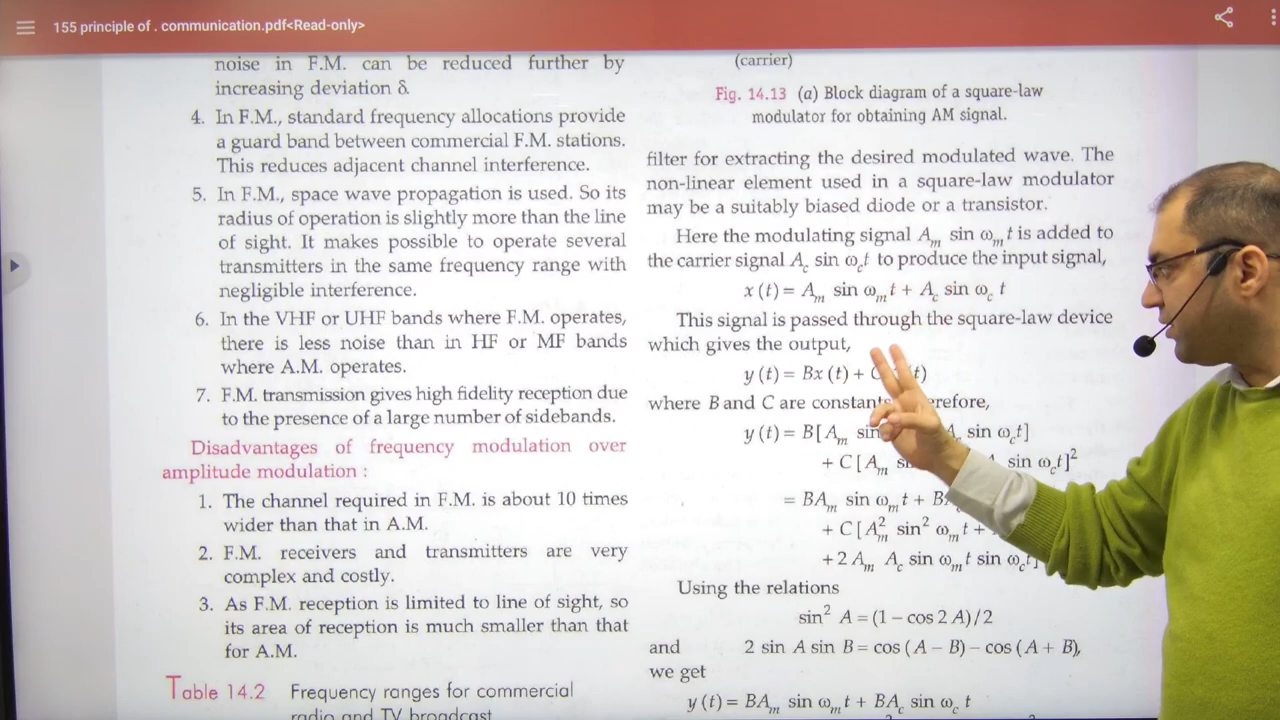 155 principle of . communication.pdf<Read-only>
noise in F.M. can be reduced further by
increasing deviation δ.
4. In F.M., standard frequency allocations provide
a guard band between commercial F.M. stations.
This reduces adjacent channel interference.
5. In F.M., space wave propagation is used. So its
radius of operation is slightly more than the line
of sight. It makes possible to operate several
transmitters in the same frequency range with
negligible interference.
6. In the VHF or UHF bands where F.M. operates,
there is less noise than in HF or MF bands
where A.M. operates.
7. F.M. transmission gives high fidelity reception due
to the presence of a large number of sidebands.
Disadvantages of frequency modulation over
amplitude modulation :
1. The channel required in F.M. is about 10 times
wider than that in A.M.
2. F.M. receivers and transmitters are very
complex and costly.
3. As F.M. reception is limited to line of sight, so
its area of reception is much smaller than that
for A.M.
Table 14.2 Frequency ranges for commercial
radio and TV broadcast
(carrier)
Fig. 14.13 (a) Block diagram of a square-law
modulator for obtaining AM signal.
filter for extracting the desired modulated wave. The
non-linear element used in a square-law modulator
may be a suitably biased diode or a transistor.
Here the modulating signal A_m sin ω_m t is added to
the carrier signal A_c sin ω_c t to produce the input signal,
x (t) = A_m sin ω_m t + A_c sin ω_c t
This signal is passed through the square-law device
which gives the output,
y (t) = Bx (t) + C t)
where B and C are constants
y (t) = B[ A_m sin sin ω_c t]
+ C [ A_m sin ω_c t]²
= BA_m sin ω_m t +
+ C [ A_m² sin² ω_m t +
+ 2 A_m A_c sin ω_m t sin ω_c t]
Using the relations
sin² A = (1 − cos 2 A) / 2
and 2 sin A sin B = cos (A − B) − cos (A + B),
we get
y (t) = BA_m sin ω_m t + BA_c sin ω_c t